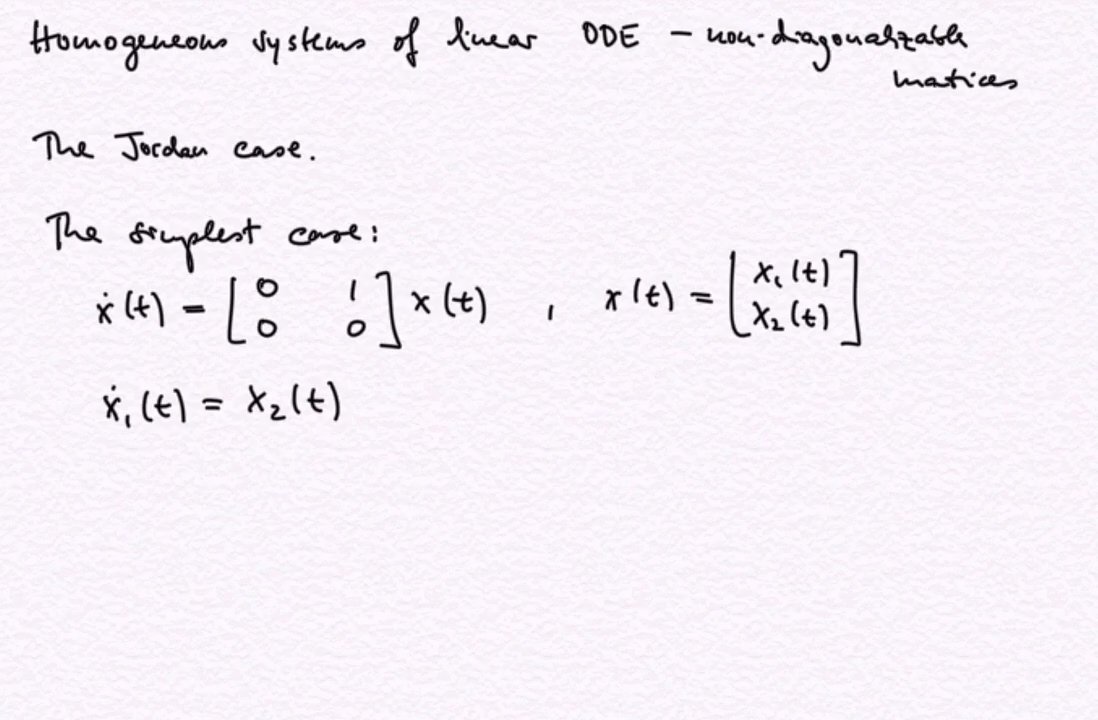 Homogeneous systems of linear ODE – non-diagonalizable
matices
The Jordan case.
The simplest case:
ẋ(t) = [0 1; 0 0] x(t) , x(t) = [x₁(t); x₂(t)]
ẋ₁(t) = x₂(t)